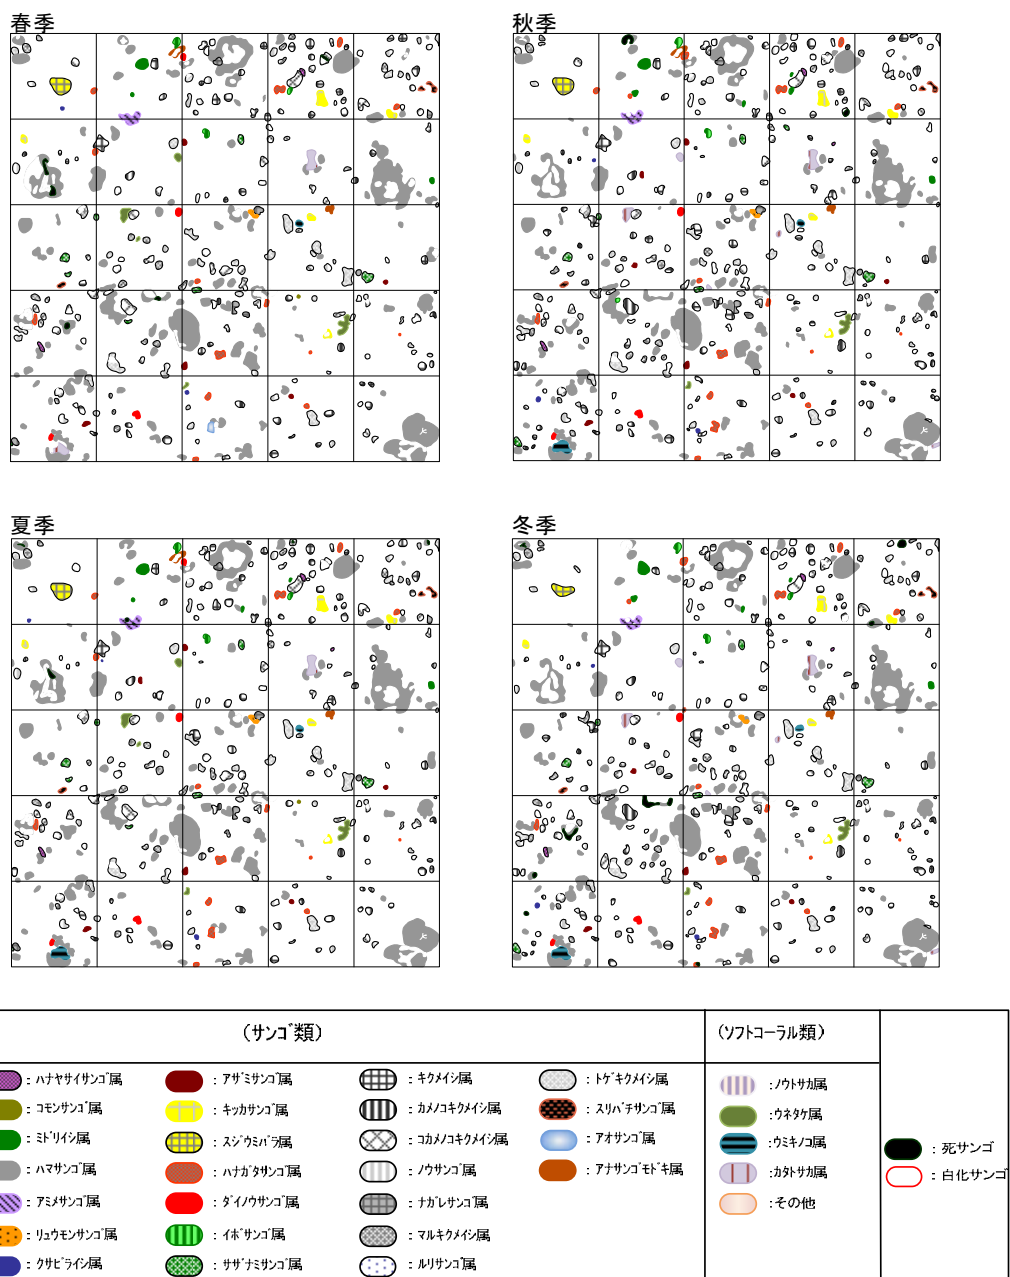 春季
秋季
夏季
冬季
(サンゴ類)
(ソフトコーラル類)
: ハナヤサイサンゴ属
: コモンサンゴ属
: ミドリイシ属
: ハマサンゴ属
: アミメサンゴ属
: リュウモンサンゴ属
: クサビライシ属
: アザミサンゴ属
: キッカサンゴ属
: スジウミバラ属
: ハナガタサンゴ属
: ダイノウサンゴ属
: イボサンゴ属
: サザナミサンゴ属
: キクメイシ属
: カメノコキクメイシ属
: コカメノコキクメイシ属
: ノウサンゴ属
: ナガレサンゴ属
: マルキクメイシ属
: ルリサンゴ属
: トゲキクメイシ属
: スリバチサンゴ属
: アオサンゴ属
: アナサンゴモドキ属
: ノウトサカ属
: ウネタケ属
: ウミキノコ属
: カタトサカ属
: その他
: 死サンゴ
: 白化サンゴ